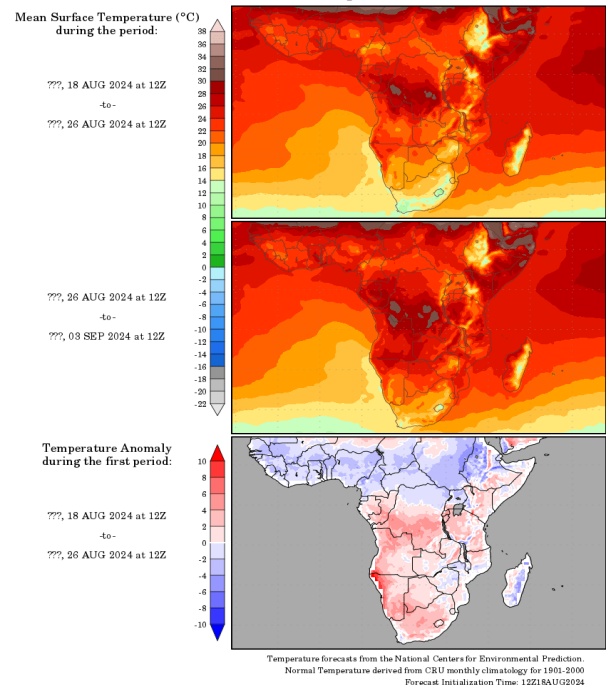 Mean Surface Temperature (°C)
during the period:
???, 18 AUG 2024 at 12Z
-to-
???, 26 AUG 2024 at 12Z
38
36
34
32
30
28
26
24
22
20
18
16
14
12
10
8
6
4
2
0
-2
-4
-6
-8
-10
-12
-14
-16
-18
-20
-22
???, 26 AUG 2024 at 12Z
-to-
???, 03 SEP 2024 at 12Z
Temperature Anomaly
during the first period:
???, 18 AUG 2024 at 12Z
-to-
???, 26 AUG 2024 at 12Z
10
8
6
4
2
0
-2
-4
-6
-8
-10
Temperature forecasts from the National Centers for Environmental Prediction.
Normal Temperature derived from CRU monthly climatology for 1901-2000
Forecast Initialization Time: 12Z18AUG2024